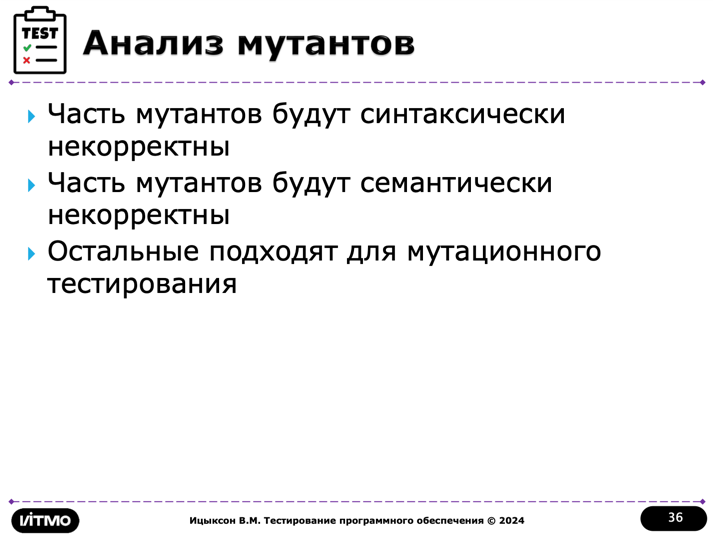 TEST
Анализ мутантов
Часть мутантов будут синтаксически
некорректны
Часть мутантов будут семантически
некорректны
Остальные подходят для мутационного
тестирования
ИТМО
Ицыксон В.М. Тестирование программного обеспечения © 2024
36